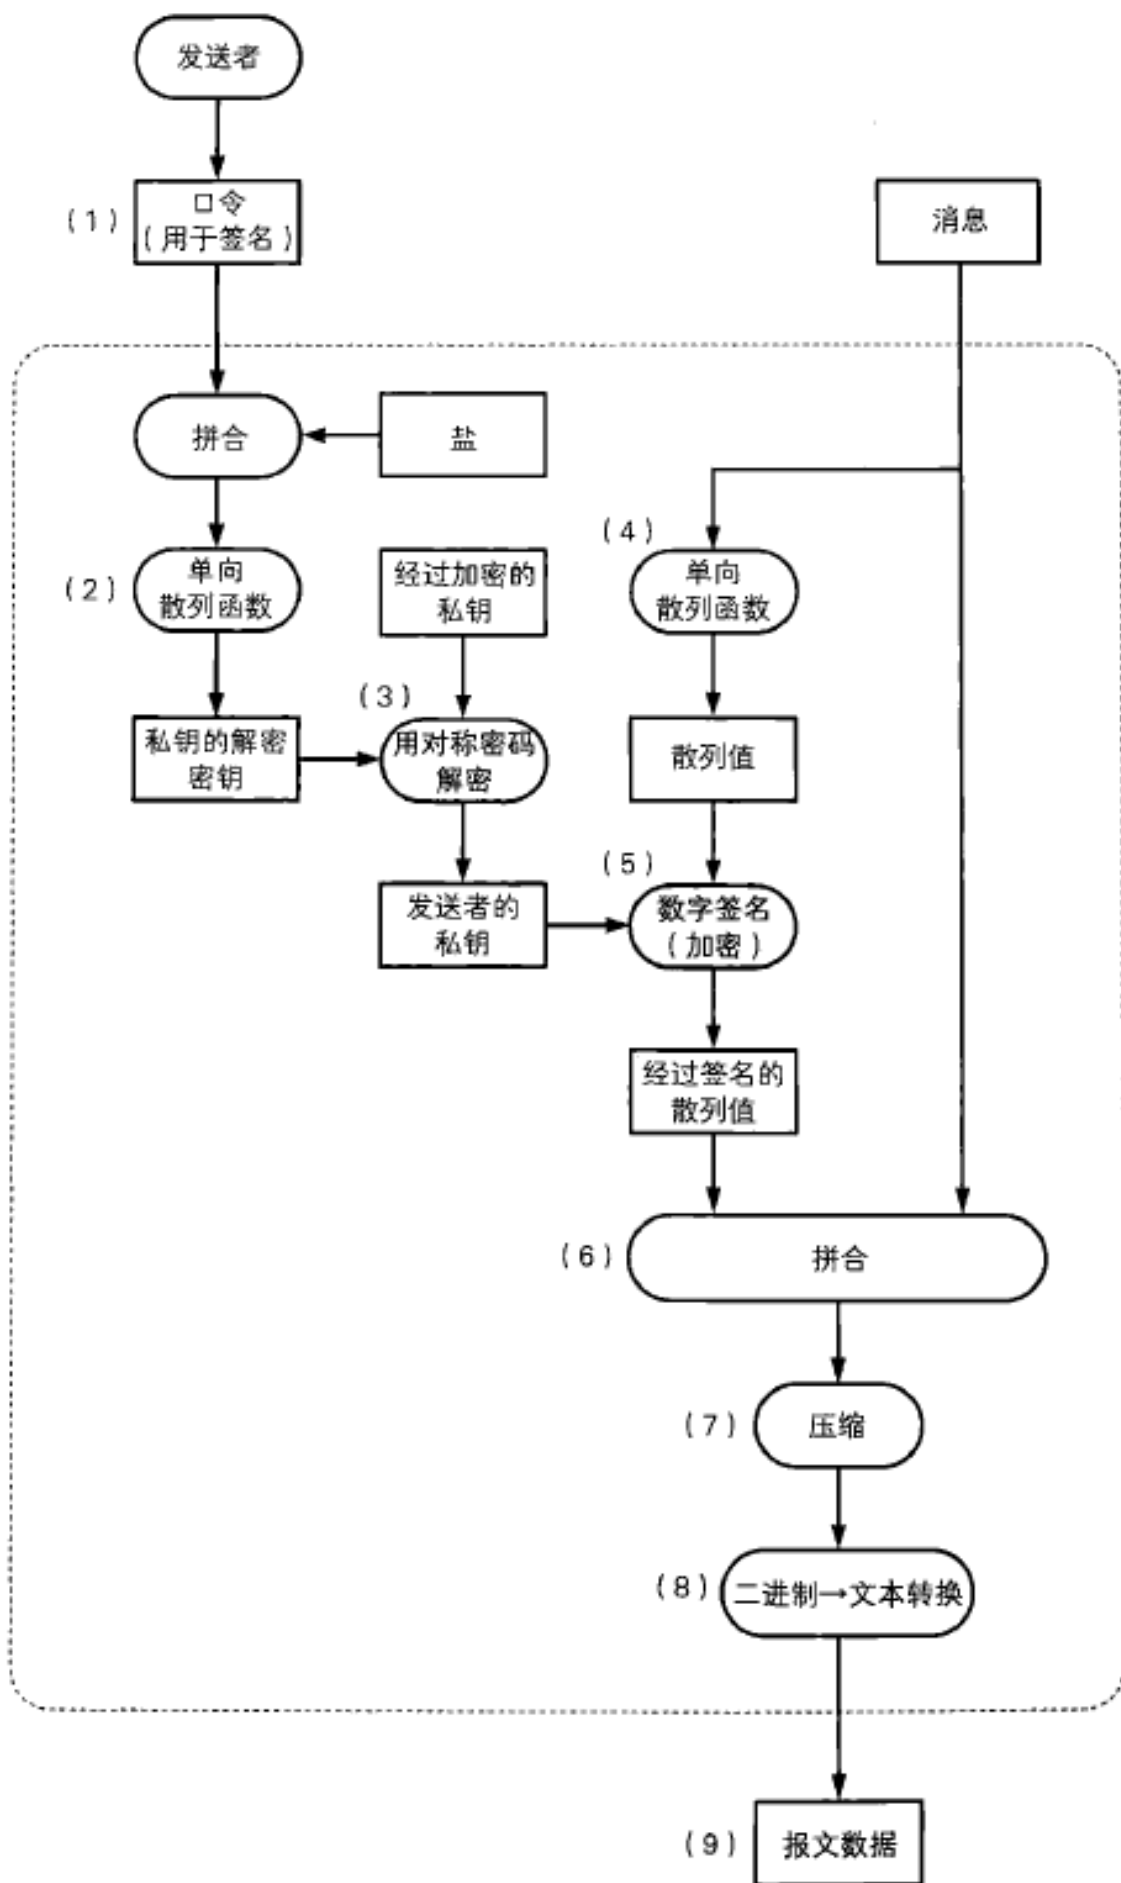 发送者
(1)
口令
(用于签名)
消息
拼合
盐
(2)
单向
散列函数
经过加密的
私钥
(4)
单向
散列函数
(3)
私钥的解密
密钥
用对称密码
解密
散列值
(5)
发送者的
私钥
数字签名
(加密)
经过签名的
散列值
(6)
拼合
(7)
压缩
(8)
二进制→文本转换
(9)
报文数据